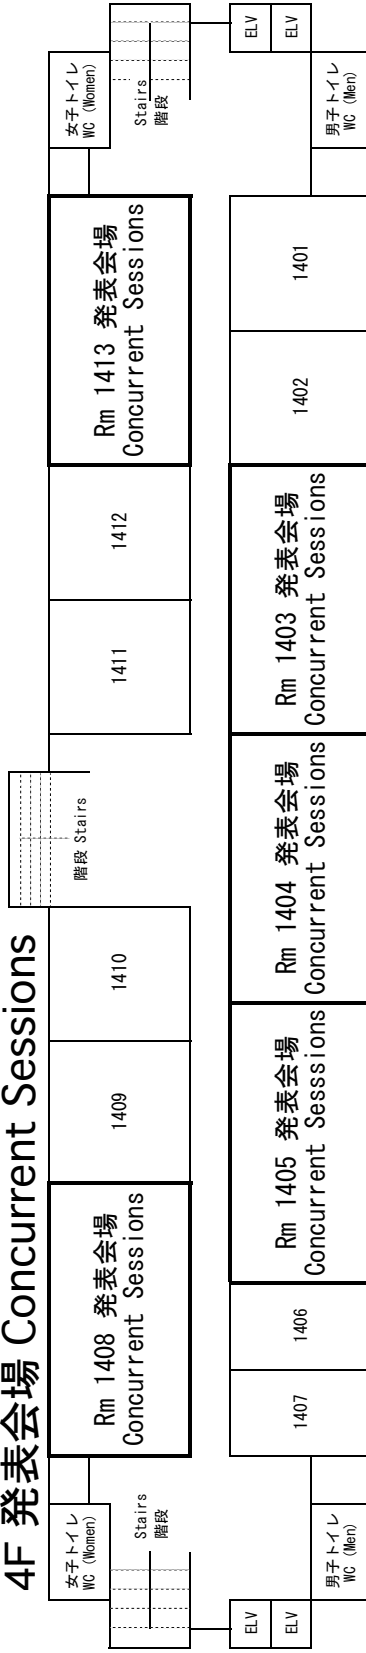 4F 発表会場 Concurrent Sessions
女子トイレ
WC (Women)
Stairs
階段
Rm 1408 発表会場
Concurrent Sessions
1409
1410
階段 Stairs
1411
1412
Rm 1413 発表会場
Concurrent Sessions
Stairs
階段
女子トイレ
WC (Women)
ELV
ELV
男子トイレ
WC (Men)
1407
1406
Rm 1405 発表会場
Concurrent Sesssions
Rm 1404 発表会場
Concurrent Sessions
Rm 1403 発表会場
Concurrent Sessions
1402
1401
男子トイレ
WC (Men)
ELV
ELV